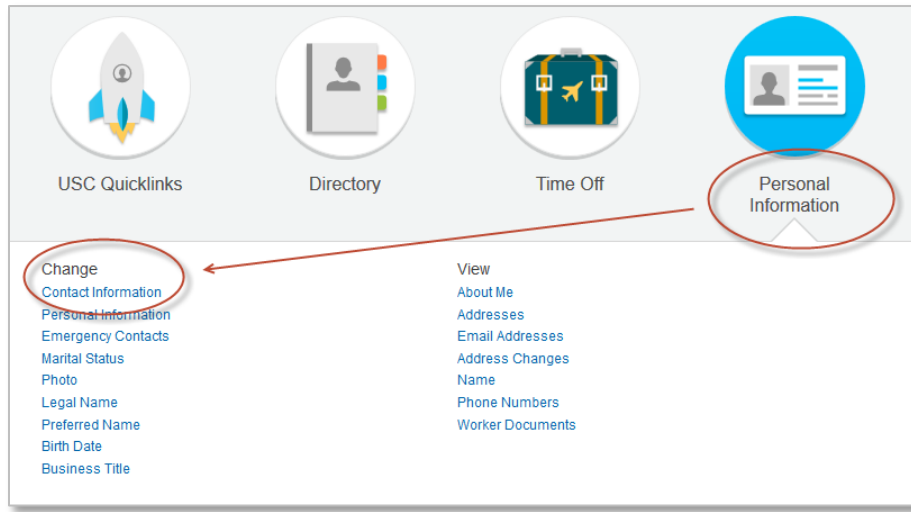 USC Quicklinks
Directory
Time Off
Personal
Information
Change
Contact Information
Personal Information
Emergency Contacts
Marital Status
Photo
Legal Name
Preferred Name
Birth Date
Business Title
View
About Me
Addresses
Email Addresses
Address Changes
Name
Phone Numbers
Worker Documents